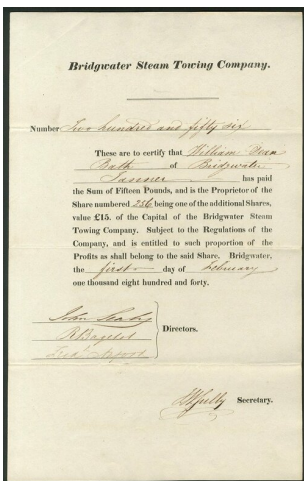 Bridgwater Steam Towing Company.
Number Two hundred and fifty six
These are to certify that William Dean
Bath of Bridgwater
Tanner has paid
the Sum of Fifteen Pounds, and is the Proprietor of the
Share numbered 256 being one of the additional Shares,
value £15. of the Capital of the Bridgwater Steam
Towing Company. Subject to the Regulations of the
Company, and is entitled to such proportion of the
Profits as shall belong to the said Share. Bridgwater,
the first day of February
one thousand eight hundred and forty.
John
R Bagehot
Directors.
Secretary.